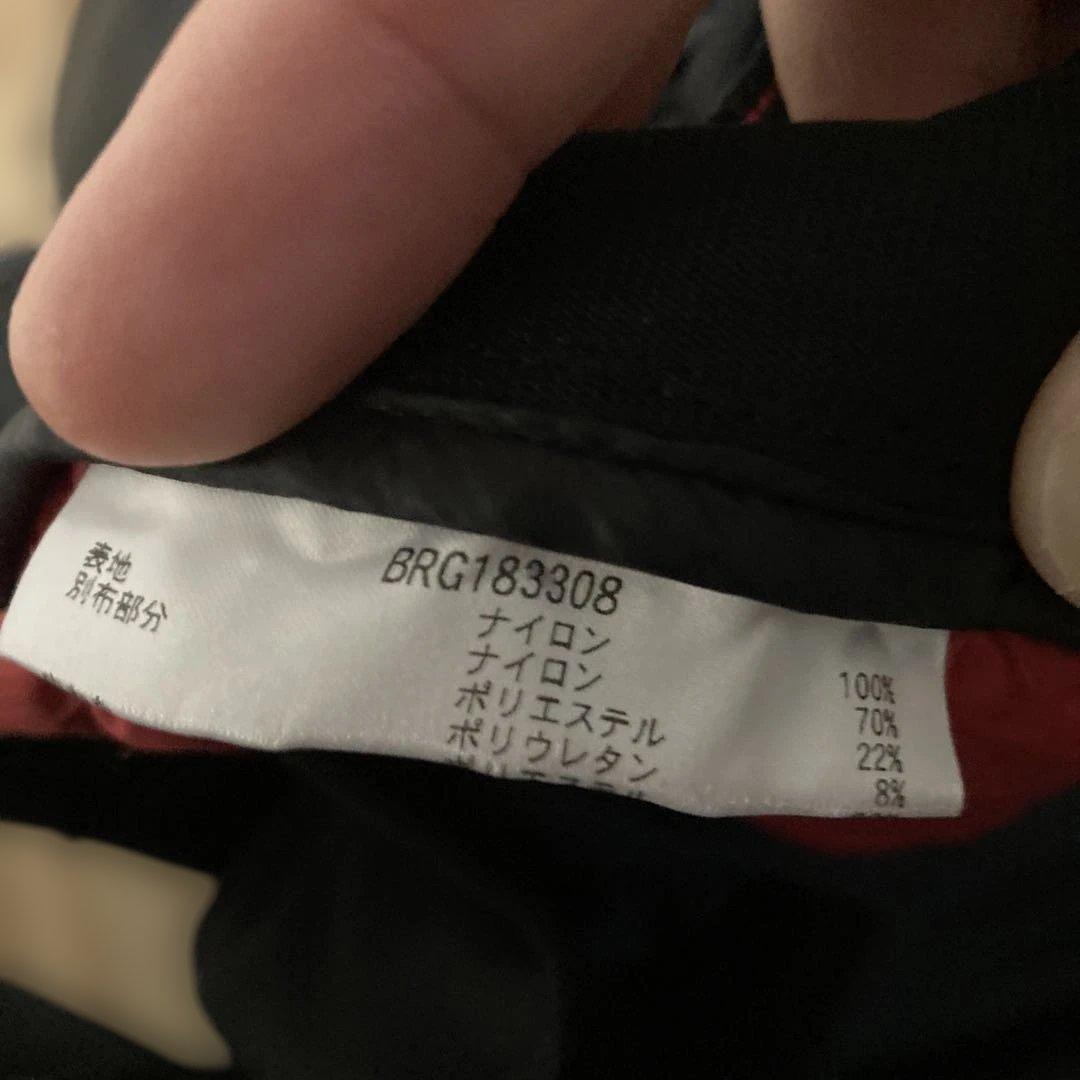 BRG183308
表地 ナイロン 100%
別布部分 ナイロン 70%
ポリエステル 22%
ポリウレタン 8%